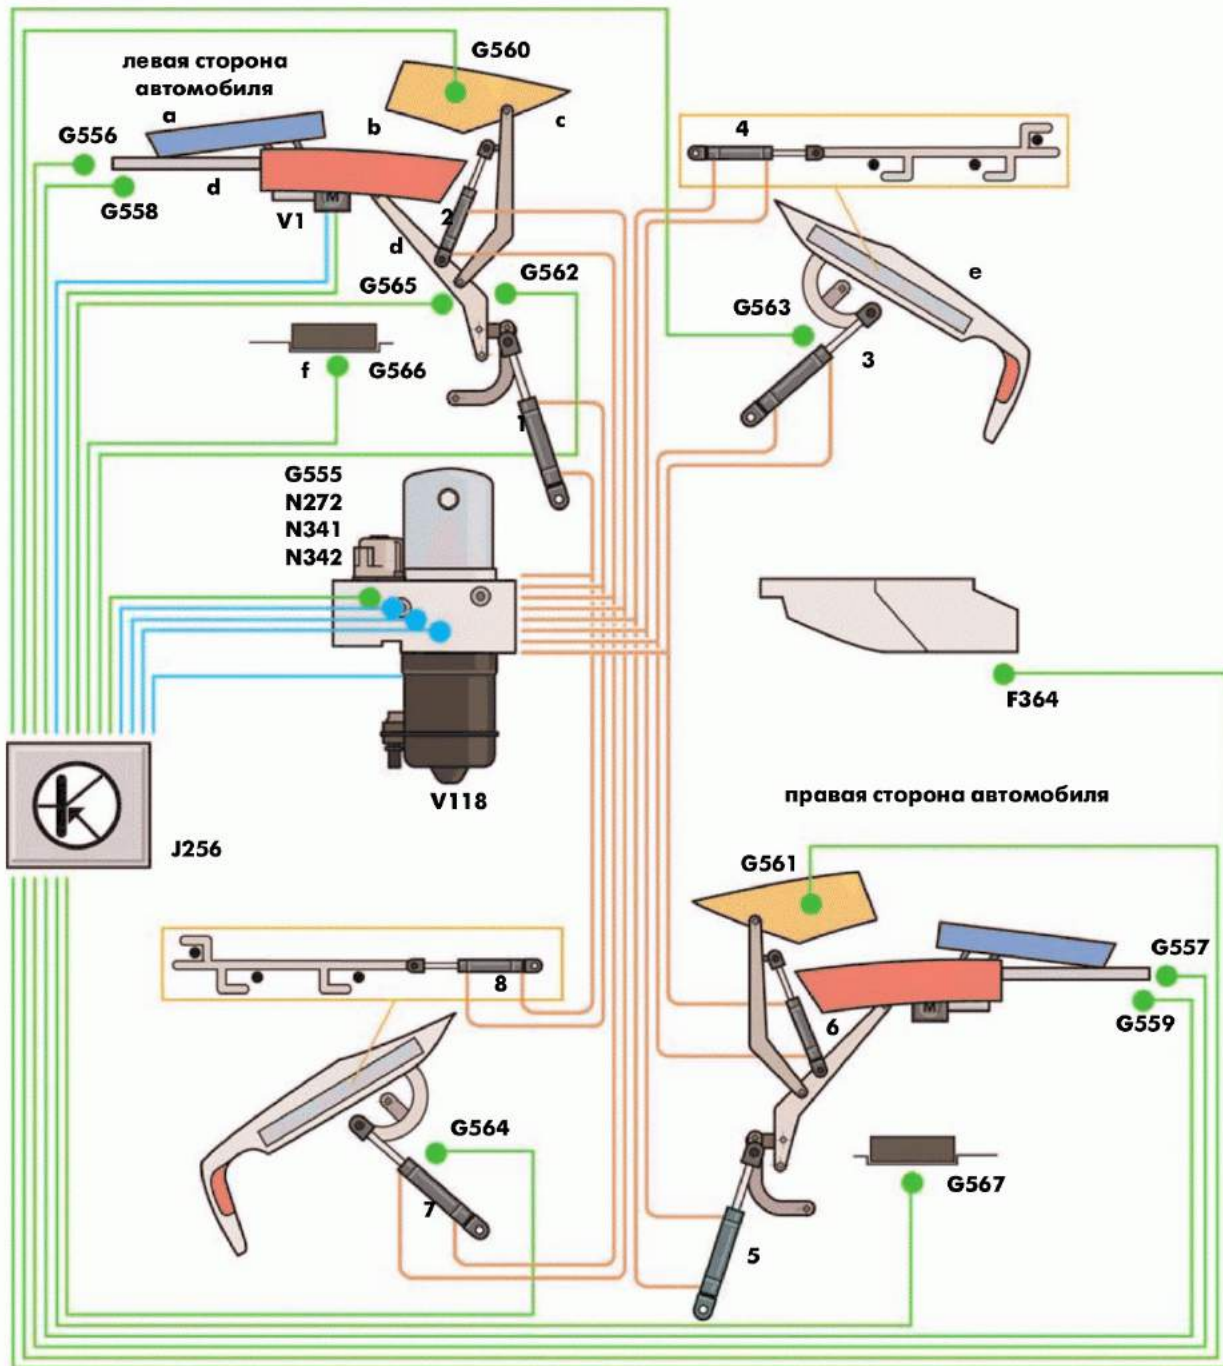 левая сторона
автомобиля
G560
a
b
c
G556
d
G558
V1
M
2
d
G565
G562
f
G566
1
4
e
G563
3
G555
N272
N341
N342
V118
J256
F364
правая сторона автомобиля
G561
G557
M
G559
6
8
G564
7
G567
5